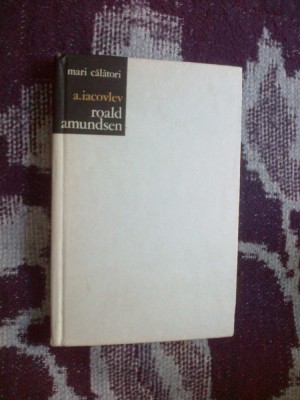 mari călători
a.iacovlev
roald
amundsen